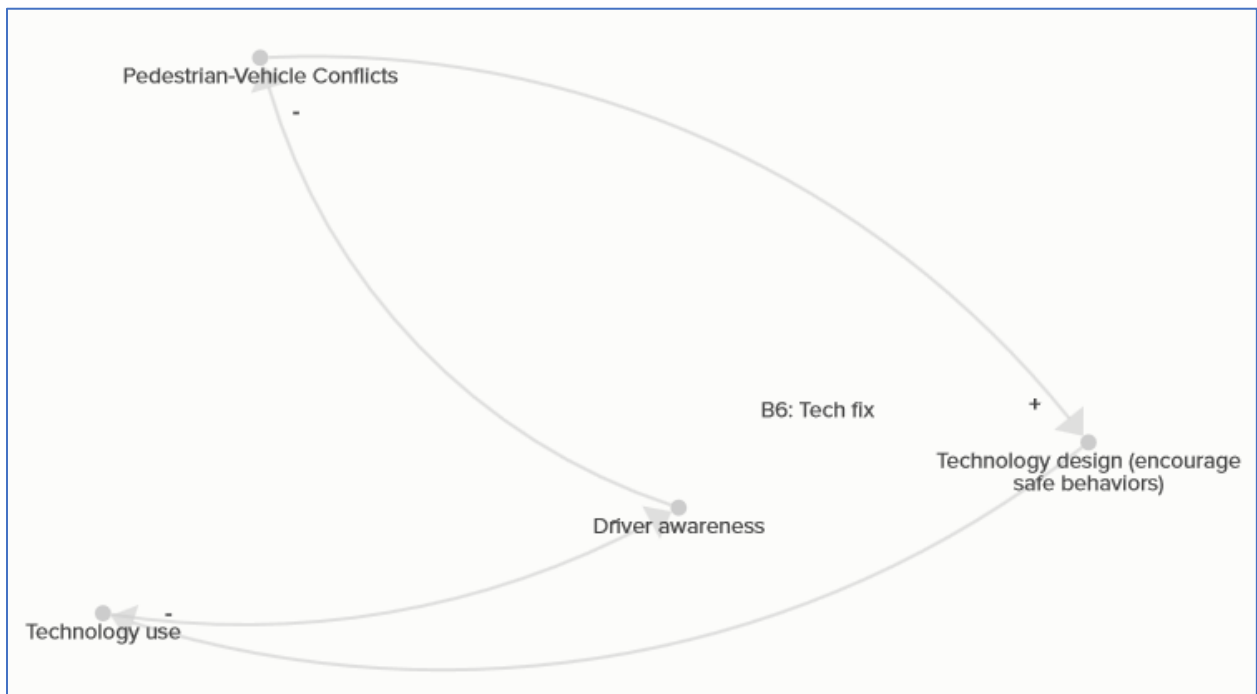 Pedestrian-Vehicle Conflicts
-
B6: Tech fix
+
Technology design (encourage
safe behaviors)
Driver awareness
-
-
Technology use